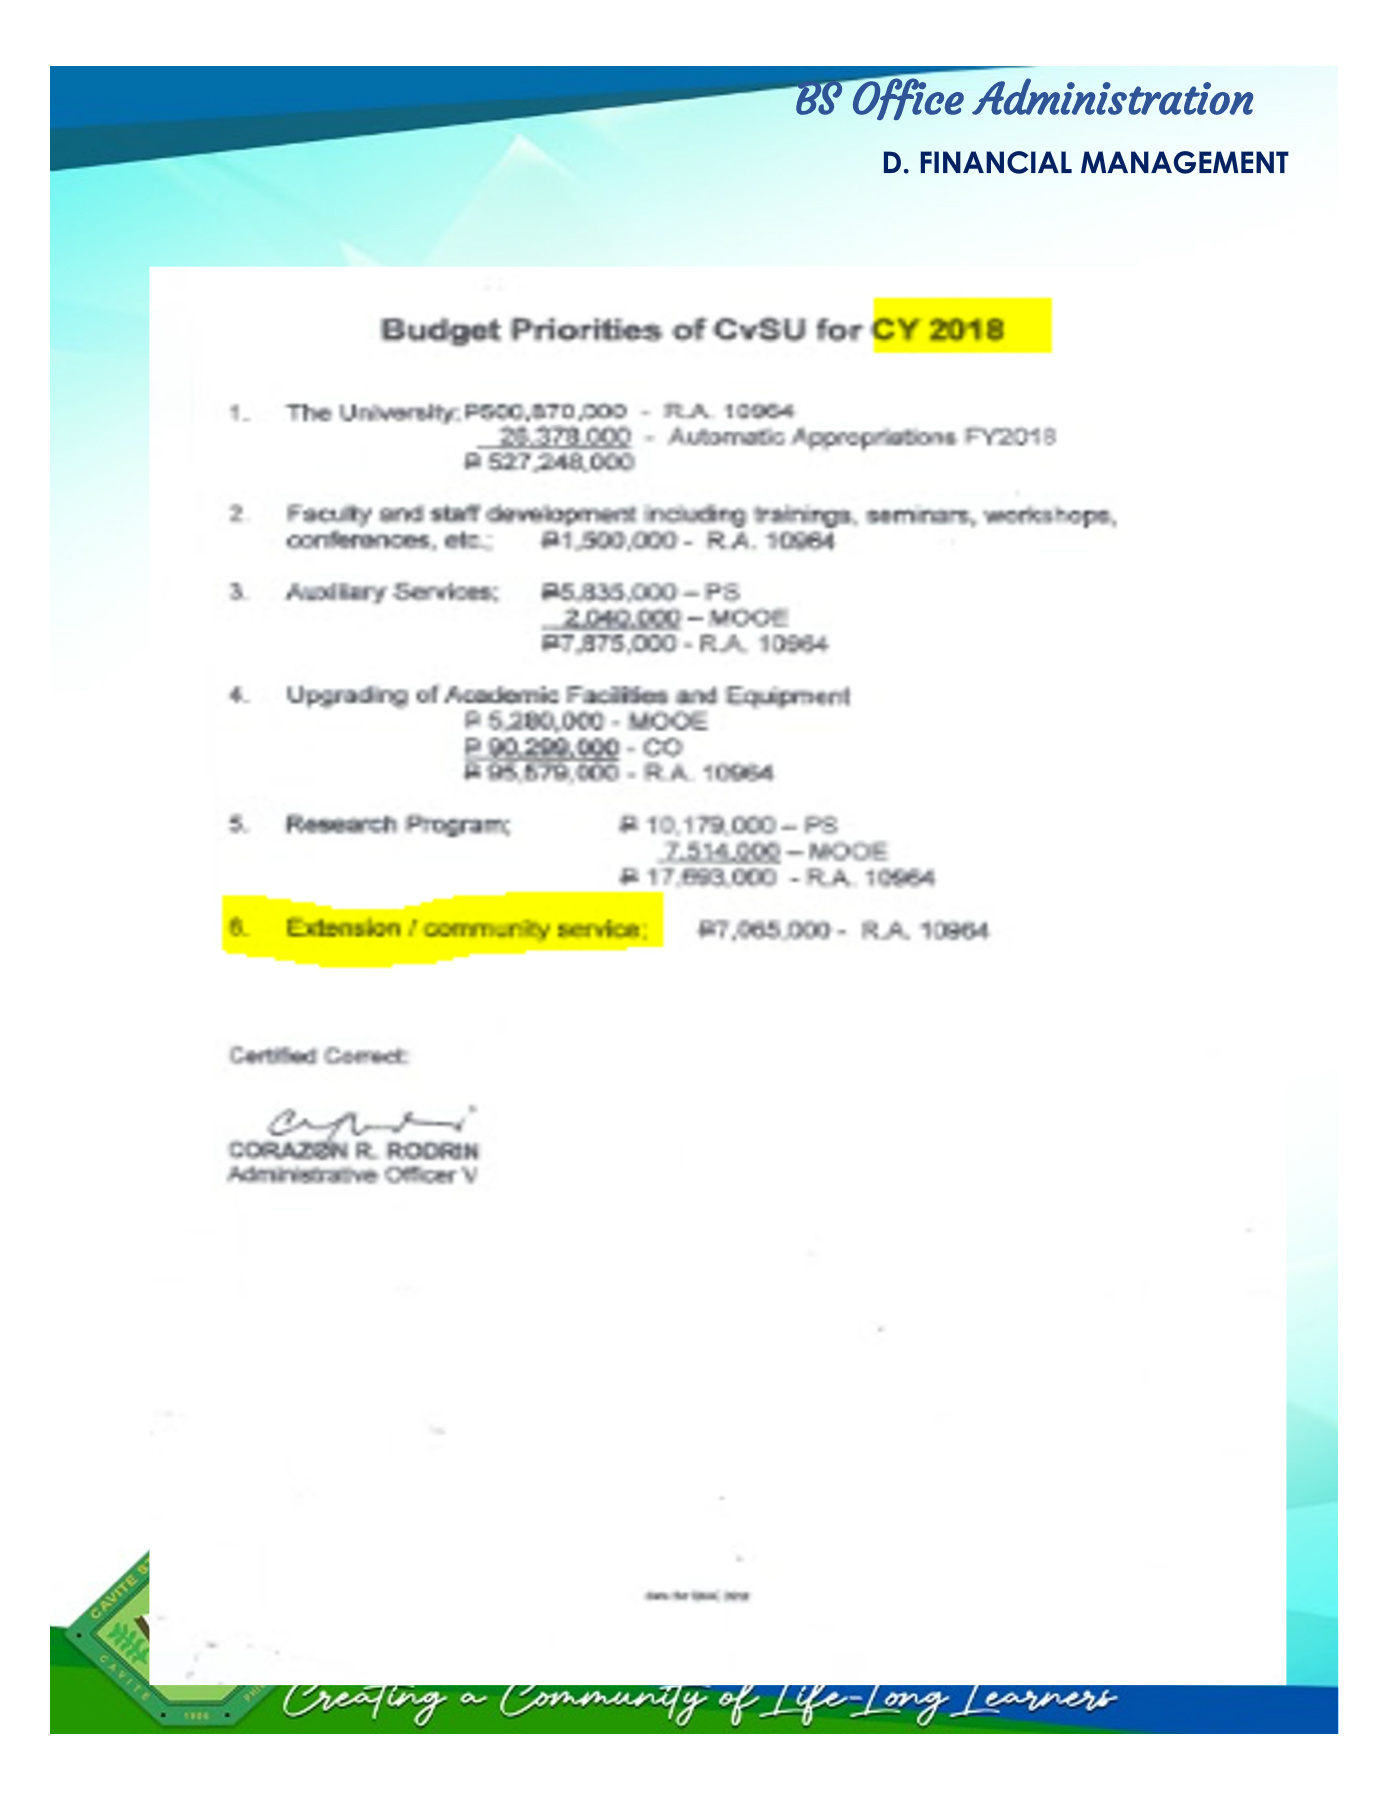 BS Office Administration
D. FINANCIAL MANAGEMENT
Budget Priorities of CvSU for CY 2018
1. The University; ₱500,870,000 - R.A. 10964
26,378,000 - Automatic Appropriations FY2018
₱ 527,248,000
2. Faculty and staff development including trainings, seminars, workshops,
conferences, etc.; ₱1,500,000 - R.A. 10964
3. Auxiliary Services; ₱5,835,000 – PS
2,040,000 – MOOE
₱7,875,000 - R.A. 10964
4. Upgrading of Academic Facilities and Equipment
₱ 5,280,000 - MOOE
₱ 90,299,000 - CO
₱ 95,579,000 - R.A. 10964
5. Research Program; ₱ 10,179,000 – PS
7,514,000 – MOOE
₱ 17,693,000 - R.A. 10964
6. Extension / community service; ₱7,065,000 - R.A. 10964
Certified Correct:
CORAZON R. RODRIN
Administrative Officer V
CAVITE
CAVITE
1906
Creating a Community of Life-Long Learners